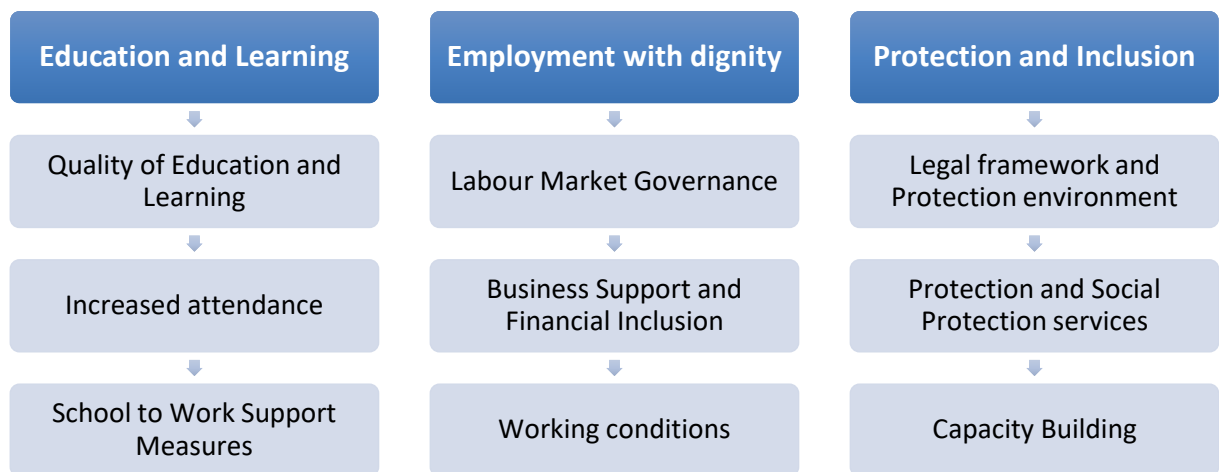 Education and Learning
Quality of Education and
Learning
Increased attendance
School to Work Support
Measures
Employment with dignity
Labour Market Governance
Business Support and
Financial Inclusion
Working conditions
Protection and Inclusion
Legal framework and
Protection environment
Protection and Social
Protection services
Capacity Building